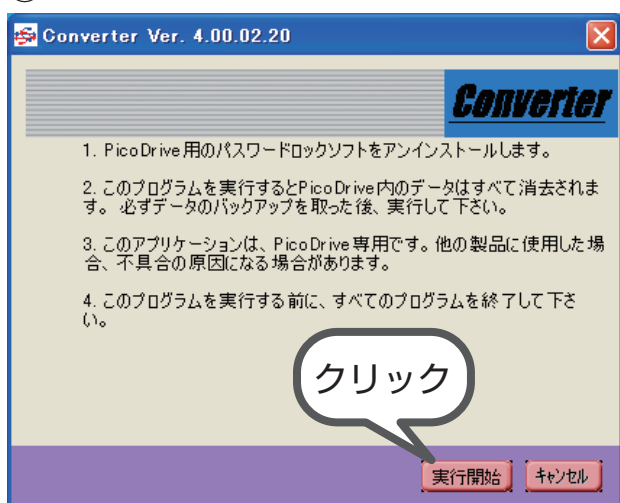 Converter Ver. 4.00.02.20
Converter
1. PicoDrive用のパスワードロックソフトをアンインストールします。
2. このプログラムを実行するとPicoDrive内のデータはすべて消去されま
す。 必ずデータのバックアップを取った後、実行して下さい。
3. このアプリケーションは、PicoDrive専用です。他の製品に使用した場
合、不具合の原因になる場合があります。
4. このプログラムを実行する前に、すべてのプログラムを終了して下さ
い。
クリック
実行開始 キャンセル